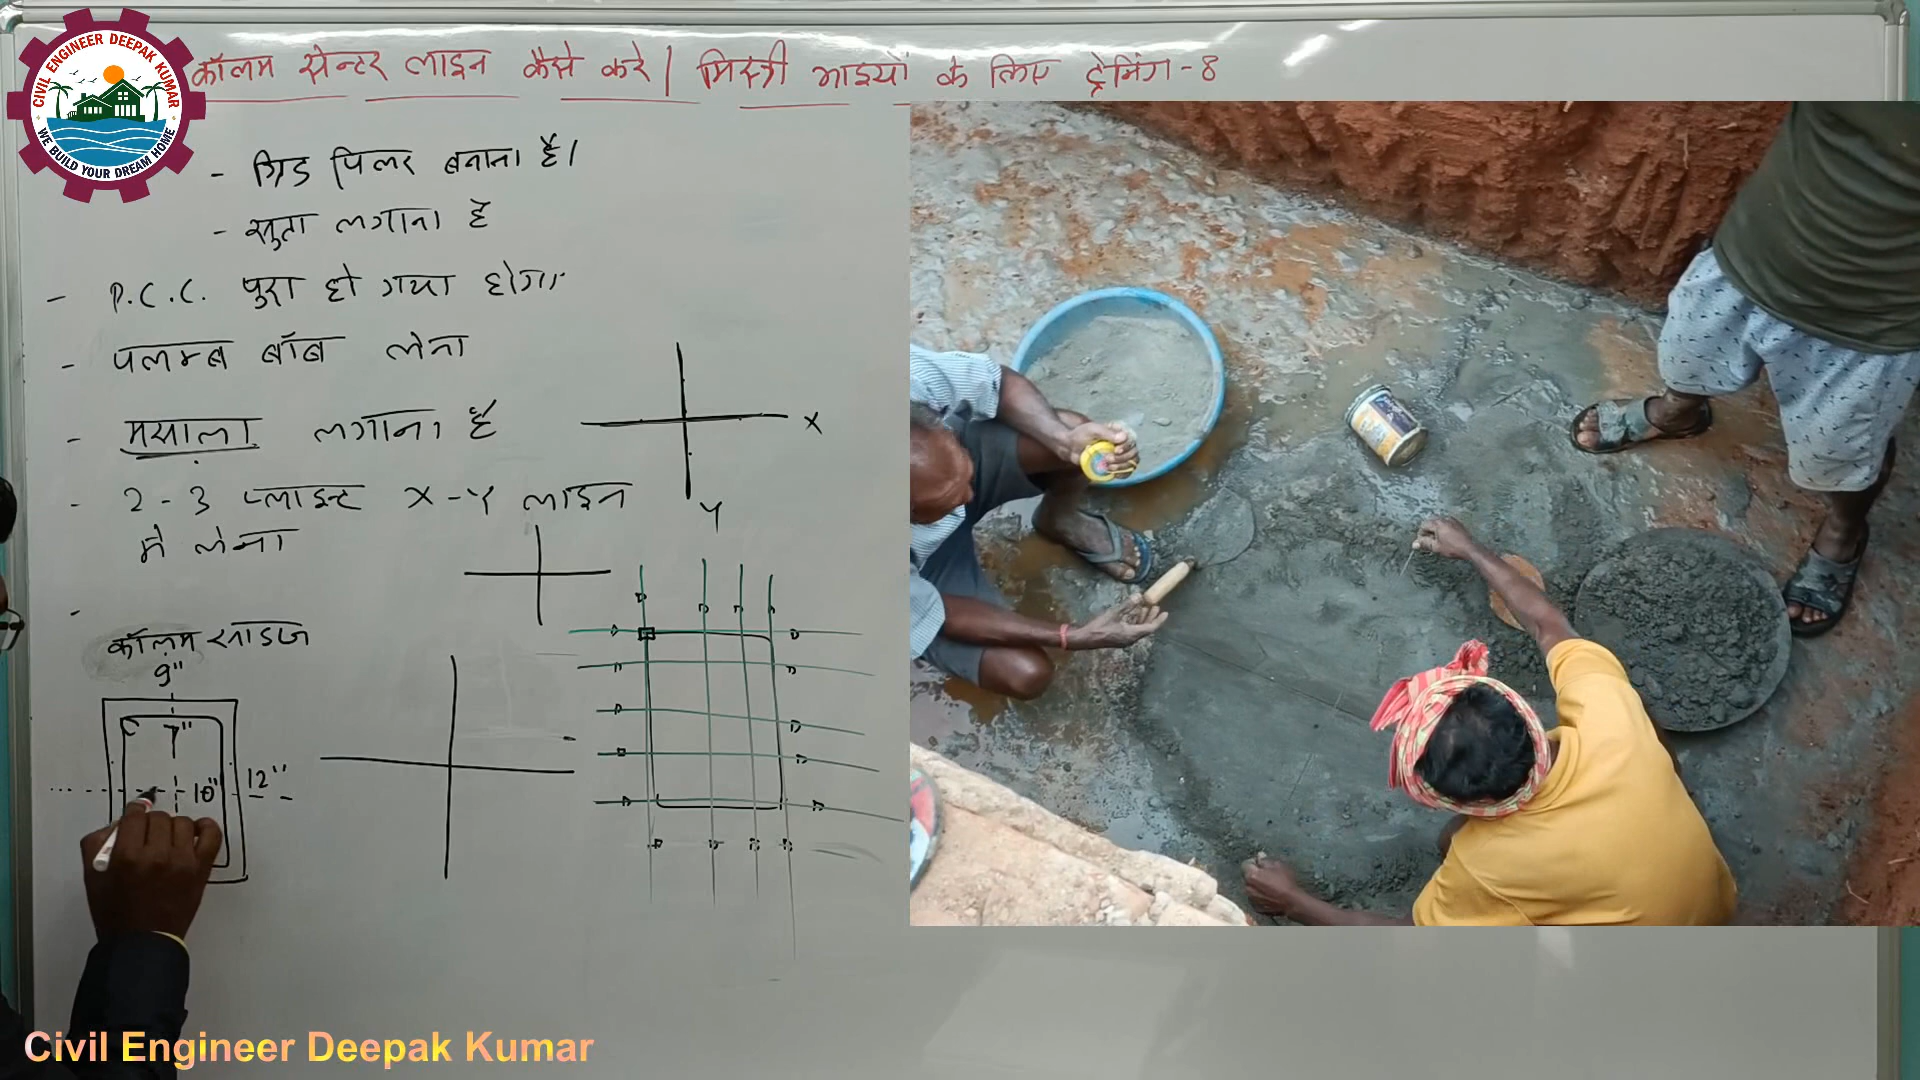 कॉलम सेन्टर लाइन कैसे करे। मिस्त्री भाइयों के लिए ट्रेनिंग-8
CIVIL ENGINEER DEEPAK KUMAR
WE BUILD YOUR DREAM HOME
- ग्रिड पिलर बनाना है।
- सुता लगाना है
- P.C.C. पुरा हो गया होगा
- पलम्ब बॉब लेना
- मसाला लगाना है
X
- 2-3 प्वाइन्ट X-Y लाइन
Y
मे लेना
-
कॉलम साइज
9"
7"
10"
12"
Civil Engineer Deepak Kumar